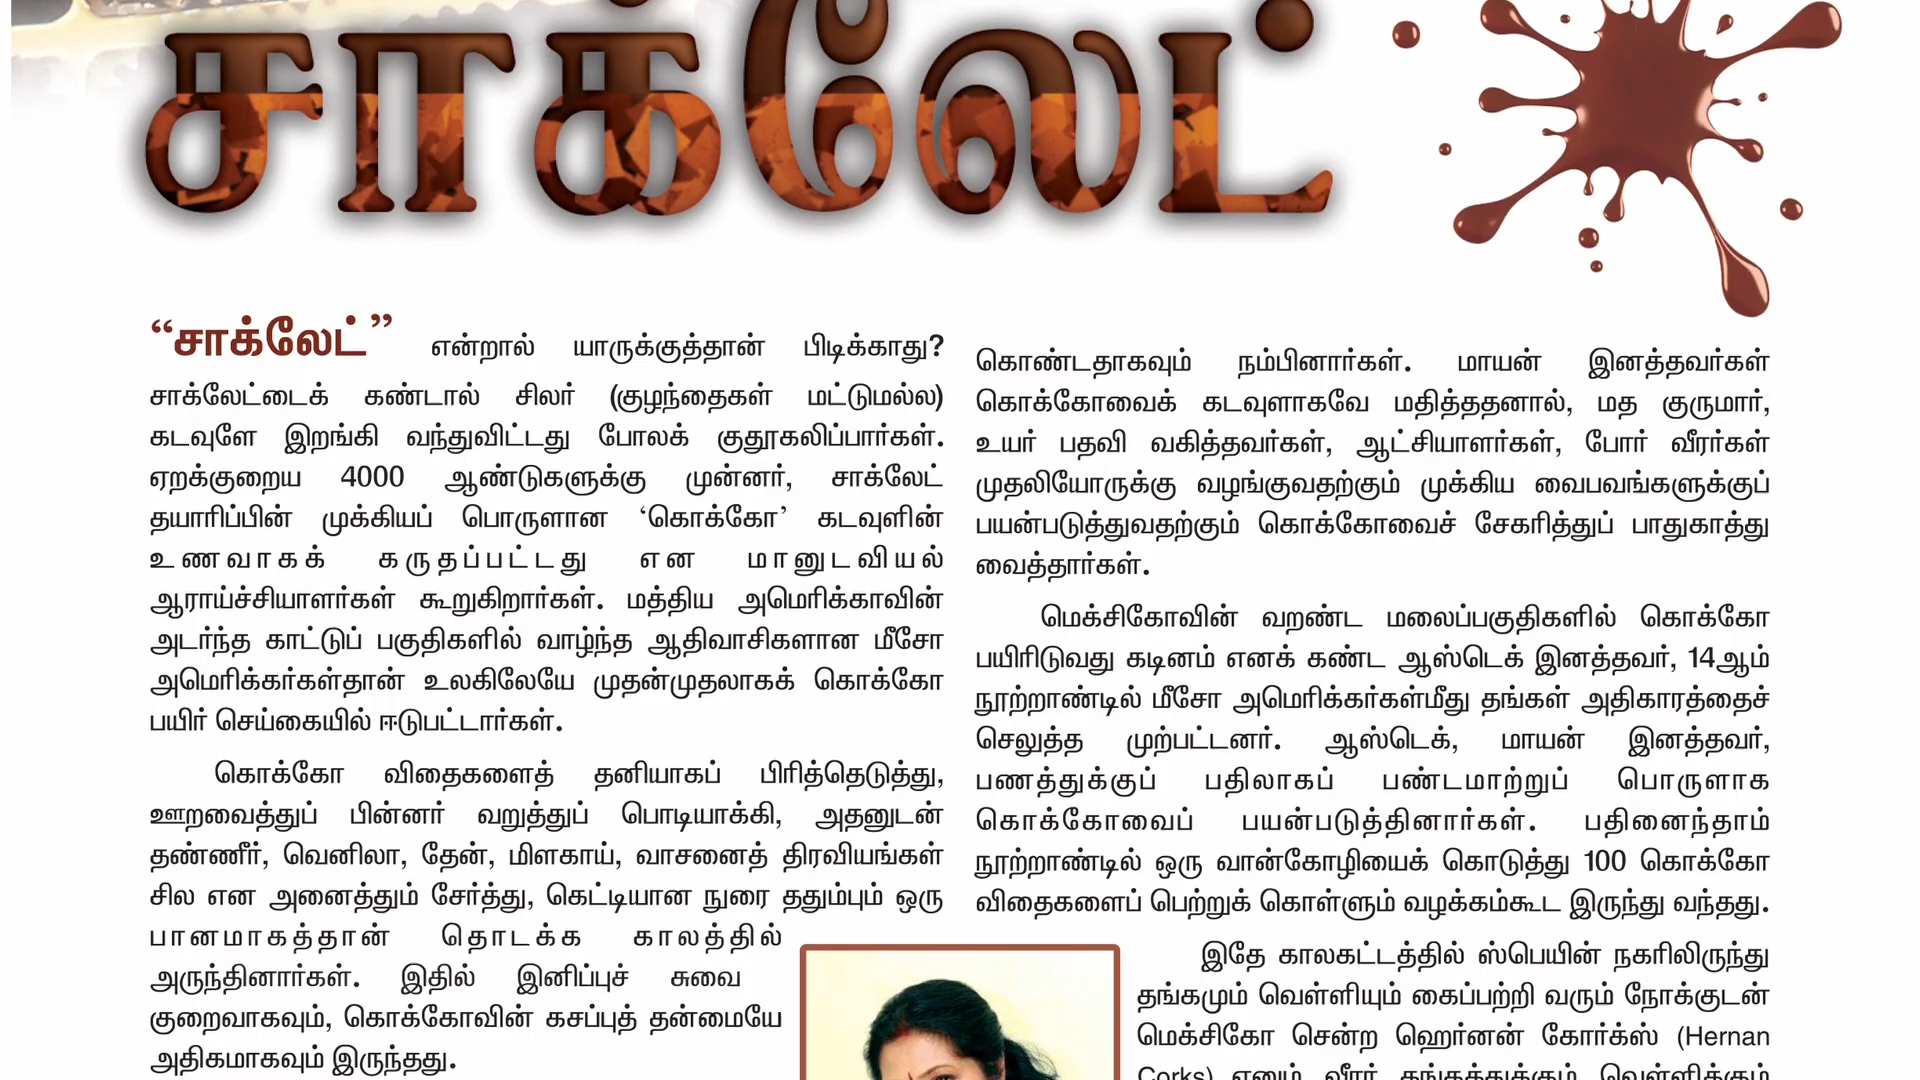 சாக்லேட்
“சாக்லேட்” என்றால் யாருக்குத்தான் பிடிக்காது?
சாக்லேட்டைக் கண்டால் சிலர் (குழந்தைகள் மட்டுமல்ல)
கடவுளே இறங்கி வந்துவிட்டது போலக் குதூகலிப்பார்கள்.
ஏறக்குறைய 4000 ஆண்டுகளுக்கு முன்னர், சாக்லேட்
தயாரிப்பின் முக்கியப் பொருளான ‘கொக்கோ’ கடவுளின்
உணவாகக் கருதப்பட்டது என மானுடவியல்
ஆராய்ச்சியாளர்கள் கூறுகிறார்கள். மத்திய அமெரிக்காவின்
அடர்ந்த காட்டுப் பகுதிகளில் வாழ்ந்த ஆதிவாசிகளான மீசோ
அமெரிக்கர்கள்தான் உலகிலேயே முதன்முதலாகக் கொக்கோ
பயிர் செய்கையில் ஈடுபட்டார்கள்.
கொக்கோ விதைகளைத் தனியாகப் பிரித்தெடுத்து,
ஊறவைத்துப் பின்னர் வறுத்துப் பொடியாக்கி, அதனுடன்
தண்ணீர், வெனிலா, தேன், மிளகாய், வாசனைத் திரவியங்கள்
சில என அனைத்தும் சேர்த்து, கெட்டியான நுரை ததும்பும் ஒரு
பானமாகத்தான் தொடக்க காலத்தில்
அருந்தினார்கள். இதில் இனிப்புச் சுவை
குறைவாகவும், கொக்கோவின் கசப்புத் தன்மையே
அதிகமாகவும் இருந்தது.
கொண்டதாகவும் நம்பினார்கள். மாயன் இனத்தவர்கள்
கொக்கோவைக் கடவுளாகவே மதித்ததனால், மத குருமார்,
உயர் பதவி வகித்தவர்கள், ஆட்சியாளர்கள், போர் வீரர்கள்
முதலியோருக்கு வழங்குவதற்கும் முக்கிய வைபவங்களுக்குப்
பயன்படுத்துவதற்கும் கொக்கோவைச் சேகரித்துப் பாதுகாத்து
வைத்தார்கள்.
மெக்சிகோவின் வறண்ட மலைப்பகுதிகளில் கொக்கோ
பயிரிடுவது கடினம் எனக் கண்ட ஆஸ்டெக் இனத்தவர், 14ஆம்
நூற்றாண்டில் மீசோ அமெரிக்கர்கள்மீது தங்கள் அதிகாரத்தைச்
செலுத்த முற்பட்டனர். ஆஸ்டெக், மாயன் இனத்தவர்,
பணத்துக்குப் பதிலாகப் பண்டமாற்றுப் பொருளாக
கொக்கோவைப் பயன்படுத்தினார்கள். பதினைந்தாம்
நூற்றாண்டில் ஒரு வான்கோழியைக் கொடுத்து 100 கொக்கோ
விதைகளைப் பெற்றுக் கொள்ளும் வழக்கம்கூட இருந்து வந்தது.
இதே காலகட்டத்தில் ஸ்பெயின் நகரிலிருந்து
தங்கமும் வெள்ளியும் கைப்பற்றி வரும் நோக்குடன்
மெக்சிகோ சென்ற ஹெர்னன் கோர்க்ஸ் (Hernan
Corks) எனும் வீரர் தங்கத்துக்கும் வெள்ளிக்கும்